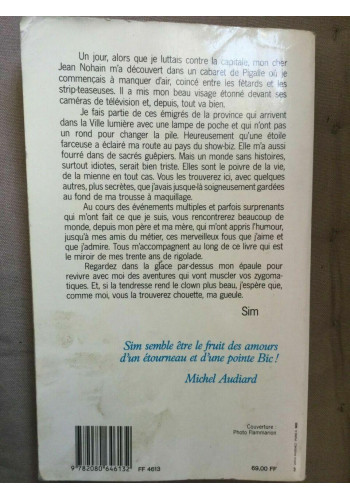 Un jour, alors que je luttais contre la capitale, mon cher
Jean Nohain m'a découvert dans un cabaret de Pigalle où je
commençais à manquer d'air, coincé entre les fêtards et les
strip-teaseuses. Il a mis mon beau visage étonné devant ses
caméras de télévision et, depuis, tout va bien.
Je fais partie de ces émigrés de la province qui arrivent
dans la Ville lumière avec une lampe de poche et qui n'ont pas
un rond pour changer la pile. Heureusement qu'une étoile
farceuse a éclairé ma route au pays du show-biz. Elle m'a aussi
fourré dans de sacrés guêpiers. Mais un monde sans histoires,
surtout idiotes, serait bien triste. Elles sont le poivre de la vie,
de la mienne en tout cas. Vous les trouverez ici, avec quelques
autres, plus secrètes, que j'avais jusque-là soigneusement gardées
au fond de ma trousse à maquillage.
Au cours des événements multiples et parfois surprenants
qui m'ont fait ce que je suis, vous rencontrerez beaucoup de
monde, depuis mon père et ma mère, qui m'ont appris l'humour,
jusqu'à mes amis du métier, ces merveilleux fous que j'aime et
que j'admire. Tous m'accompagnent au long de ce livre qui est
le miroir de mes trente ans de rigolade.
Regardez dans la glace par-dessus mon épaule pour
revivre avec moi des aventures qui vont muscler vos zygoma-
tiques. Et, si la tendresse rend le clown plus beau, j'espère que,
comme moi, vous la trouverez chouette, ma gueule.
Sim
Sim semble être le fruit des amours
d'un étourneau et d'une pointe Bic !
Michel Audiard
Couverture :
Photo Flammarion
9 782080 646132
FF 4613
69,00 FF